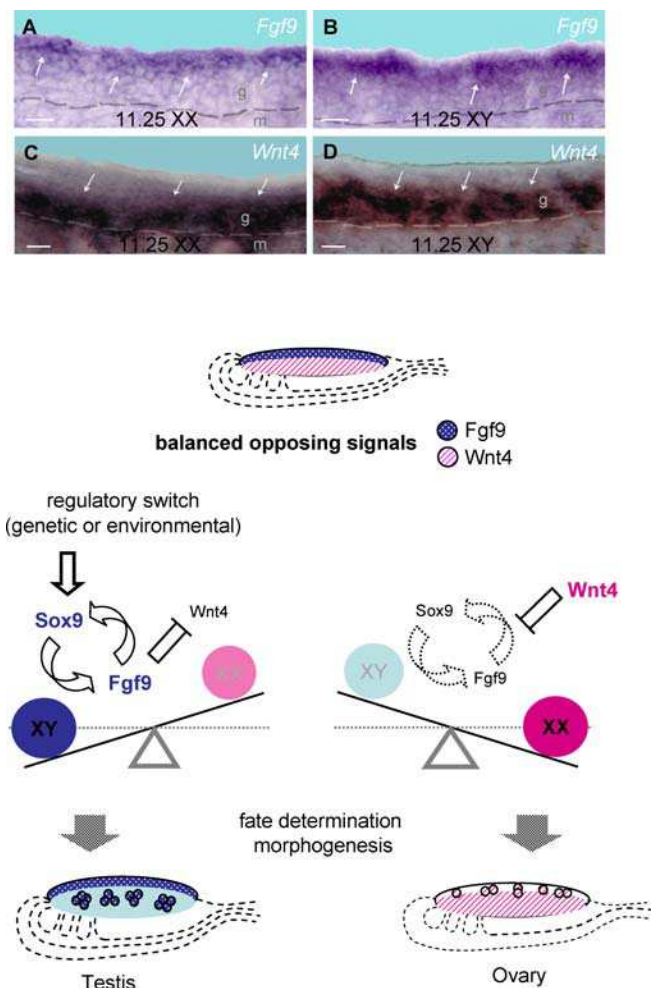 A
Fgf9
g
m
11.25 XX
B
Fgf9
g
m
11.25 XY
C
Wnt4
g
m
11.25 XX
D
Wnt4
g
m
11.25 XY
balanced opposing signals
Fgf9
Wnt4
regulatory switch
(genetic or environmental)
Sox9
Wnt4
Fgf9
XX
XY
Wnt4
Sox9
Fgf9
XY
XX
fate determination
morphogenesis
Testis
Ovary